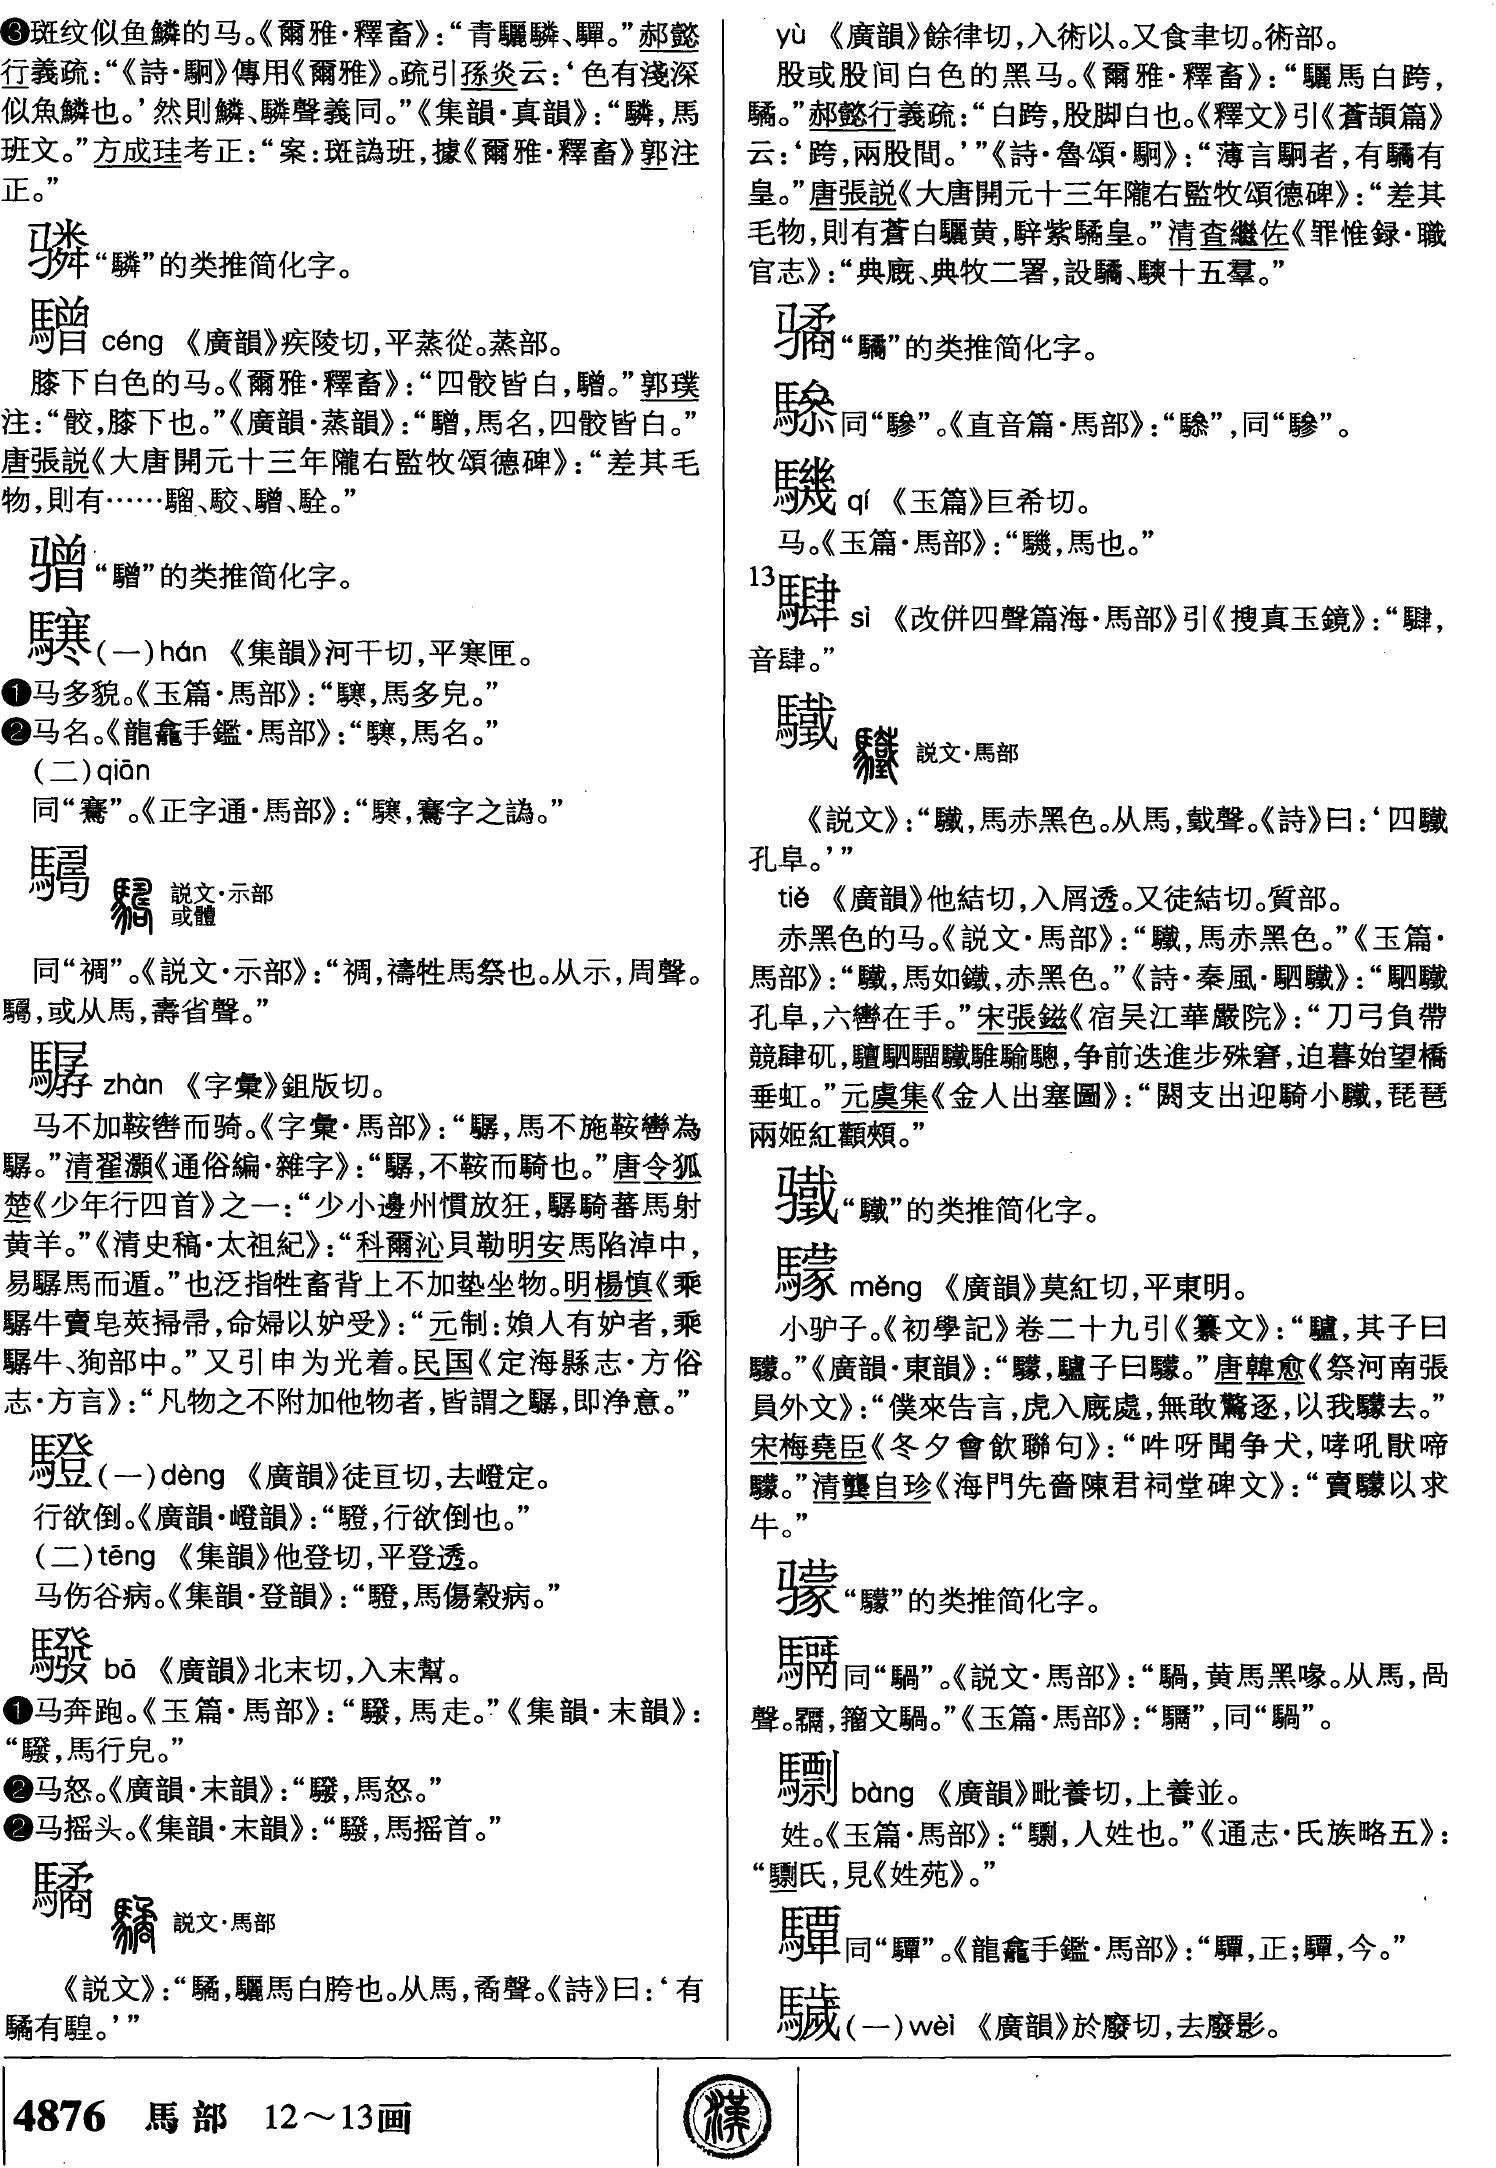 ❸斑纹似鱼鳞的马。《爾雅·釋畜》：“青驪驎、驒。”郝懿
行義疏：“《詩·駉》傳用《爾雅》。疏引孫炎云：‘色有淺深
似魚鱗也。’然則鱗、驎聲義同。”《集韻·真韻》：“驎，馬
班文。”方成珪考正：“案：斑譌班，據《爾雅·釋畜》郭注
正。”
“驎”的类推简化字。
驓 céng 《廣韻》疾陵切，平蒸從。蒸部。
膝下白色的马。《爾雅·釋畜》：“四骹皆白，驓。”郭璞
注：“骹，膝下也。”《廣韻·蒸韻》：“驓，馬名，四骹皆白。”
唐張説《大唐開元十三年隴右監牧頌德碑》：“差其毛
物，則有……騮、駮、驓、駩。”
“驓”的类推简化字。
(一)hán 《集韻》河干切，平寒匣。
❶马多貌。《玉篇·馬部》：“，馬多皃。”
❷马名。《龍龕手鑑·馬部》：“，馬名。”
(二)qiān
同“騫”。《正字通·馬部》：“，騫字之譌。”
説文·示部
或體
同“禂”。《説文·示部》：“禂，禱牲馬祭也。从示，周聲。
，或从馬，壽省聲。”
驏 zhàn 《字彙》鉏版切。
马不加鞍辔而骑。《字彙·馬部》：“驏，馬不施鞍轡為
驏。”清翟灝《通俗編·雜字》：“驏，不鞍而騎也。”唐令狐
楚《少年行四首》之一：“少小邊州慣放狂，驏騎蕃馬射
黄羊。”《清史稿·太祖紀》：“科爾沁貝勒明安馬陷淖中，
易驏馬而遁。”也泛指牲畜背上不加垫坐物。明楊慎《乘
驏牛賣皂莢掃帚，命婦以妒受》：“元制：婦人有妒者，乘
驏牛、狥部中。”又引申为光着。民国《定海縣志·方俗
志·方言》：“凡物之不附加他物者，皆謂之驏，即净意。”
(一)dèng 《廣韻》徒亘切，去嶝定。
行欲倒。《廣韻·嶝韻》：“，行欲倒也。”
(二)tēng 《集韻》他登切，平登透。
马伤谷病。《集韻·登韻》：“，馬傷穀病。”
bā 《廣韻》北末切，入末幫。
❶马奔跑。《玉篇·馬部》：“，馬走。”《集韻·末韻》：
“，馬行皃。”
❷马怒。《廣韻·末韻》：“，馬怒。”
❷马摇头。《集韻·末韻》：“，馬摇首。”
驈 説文·馬部
《説文》：“驈，驪馬白胯也。从馬，矞聲。《詩》曰：‘有
驈有騜。’”
yù 《廣韻》餘律切，入術以。又食聿切。術部。
股或股间白色的黑马。《爾雅·釋畜》：“驪馬白跨，
驈。”郝懿行義疏：“白跨，股脚白也。《釋文》引《蒼頡篇》
云：‘跨，兩股間。’”《詩·魯頌·駉》：“薄言駉者，有驈有
皇。”唐張説《大唐開元十三年隴右監牧頌德碑》：“差其
毛物，則有蒼白驪黄，騂紫驈皇。”清查繼佐《罪惟録·職
官志》：“典廐、典牧二署，設驈、騋十五羣。”
“驈”的类推简化字。
同“驂”。《直音篇·馬部》：“”，同“驂”。
qí 《玉篇》巨希切。
马。《玉篇·馬部》：“，馬也。”
13 sì 《改併四聲篇海·馬部》引《搜真玉鏡》：“，
音肆。”
驖 説文·馬部
《説文》：“驖，馬赤黑色。从馬，𢧜聲。《詩》曰：‘四驖
孔阜。’”
tiě 《廣韻》他結切，入屑透。又徒結切。質部。
赤黑色的马。《説文·馬部》：“驖，馬赤黑色。”《玉篇·
馬部》：“驖，馬如鐵，赤黑色。”《詩·秦風·駟驖》：“駟驖
孔阜，六轡在手。”宋張鎡《宿吴江華嚴院》：“刀弓負帶
競肆矹，驙駟騮驖騅騟驄，争前迭進步殊窘，迫暮始望橋
垂虹。”元虞集《金人出塞圖》：“閼支出迎騎小驖，琵琶
兩姬紅顴頰。”
“驖”的类推简化字。
驞 měng 《廣韻》莫紅切，平東明。
小驴子。《初學記》卷二十九引《纂文》：“驢，其子曰
驝。”《廣韻·東韻》：“，驢子曰。”唐韓愈《祭河南張
員外文》：“僕來告言，虎入廐處，無敢驚逐，以我去。”
宋梅堯臣《冬夕會飲聯句》：“吽呀聞争犬，哮吼厭啼
。”清龔自珍《海門先嗇陳君祠堂碑文》：“賣以求
牛。”
“”的类推简化字。
同“騧”。《説文·馬部》：“騧，黄馬黑喙。从馬，咼
聲。，籀文騧。”《玉篇·馬部》：“”，同“騧”。
bàng 《廣韻》毗養切，上養並。
姓。《玉篇·馬部》：“，人姓也。”《通志·氏族略五》：
“氏，見《姓苑》。”
同“驔”。《龍龕手鑑·馬部》：“，正；驔，今。”
(一)wèi 《廣韻》於廢切，去廢影。
4876 馬部 12～13画
漢